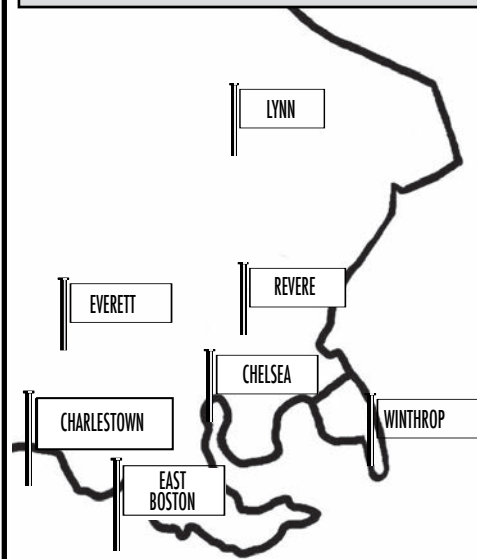 LYNN
REVERE
EVERETT
CHELSEA
CHARLESTOWN
WINTHROP
EAST
BOSTON